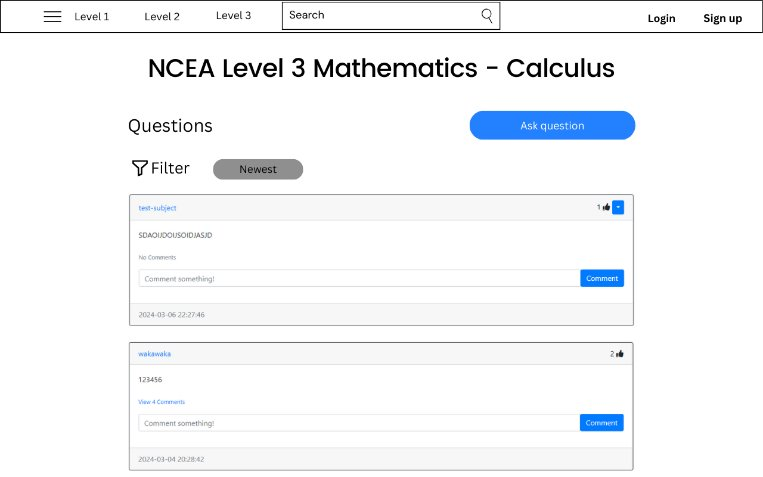 Level 1 Level 2 Level 3 Search Login Sign up
NCEA Level 3 Mathematics - Calculus
Questions Ask question
Filter Newest
test-subject 1
SDAOIJDOIJSOIDJASJD
No Comments
Comment something! Comment
2024-03-06 22:27:46
wakawaka 2
123456
View 4 Comments
Comment something! Comment
2024-03-04 20:28:42